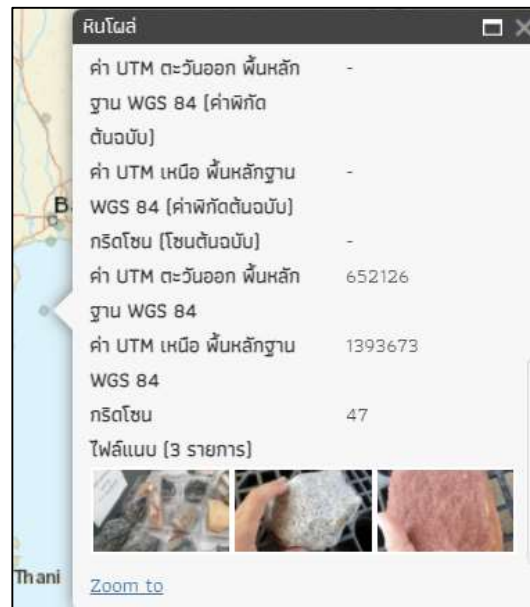 หินโผล่
ค่า UTM ตะวันออก พื้นหลัก -
ฐาน WGS 84 (ค่าพิกัด
ต้นฉบับ)
ค่า UTM เหนือ พื้นหลักฐาน -
WGS 84 (ค่าพิกัดต้นฉบับ)
กริดโซน (โซนต้นฉบับ) -
ค่า UTM ตะวันออก พื้นหลัก 652126
ฐาน WGS 84
ค่า UTM เหนือ พื้นหลักฐาน 1393673
WGS 84
กริดโซน 47
ไฟล์แนบ (3 รายการ)
Zoom to
Thani